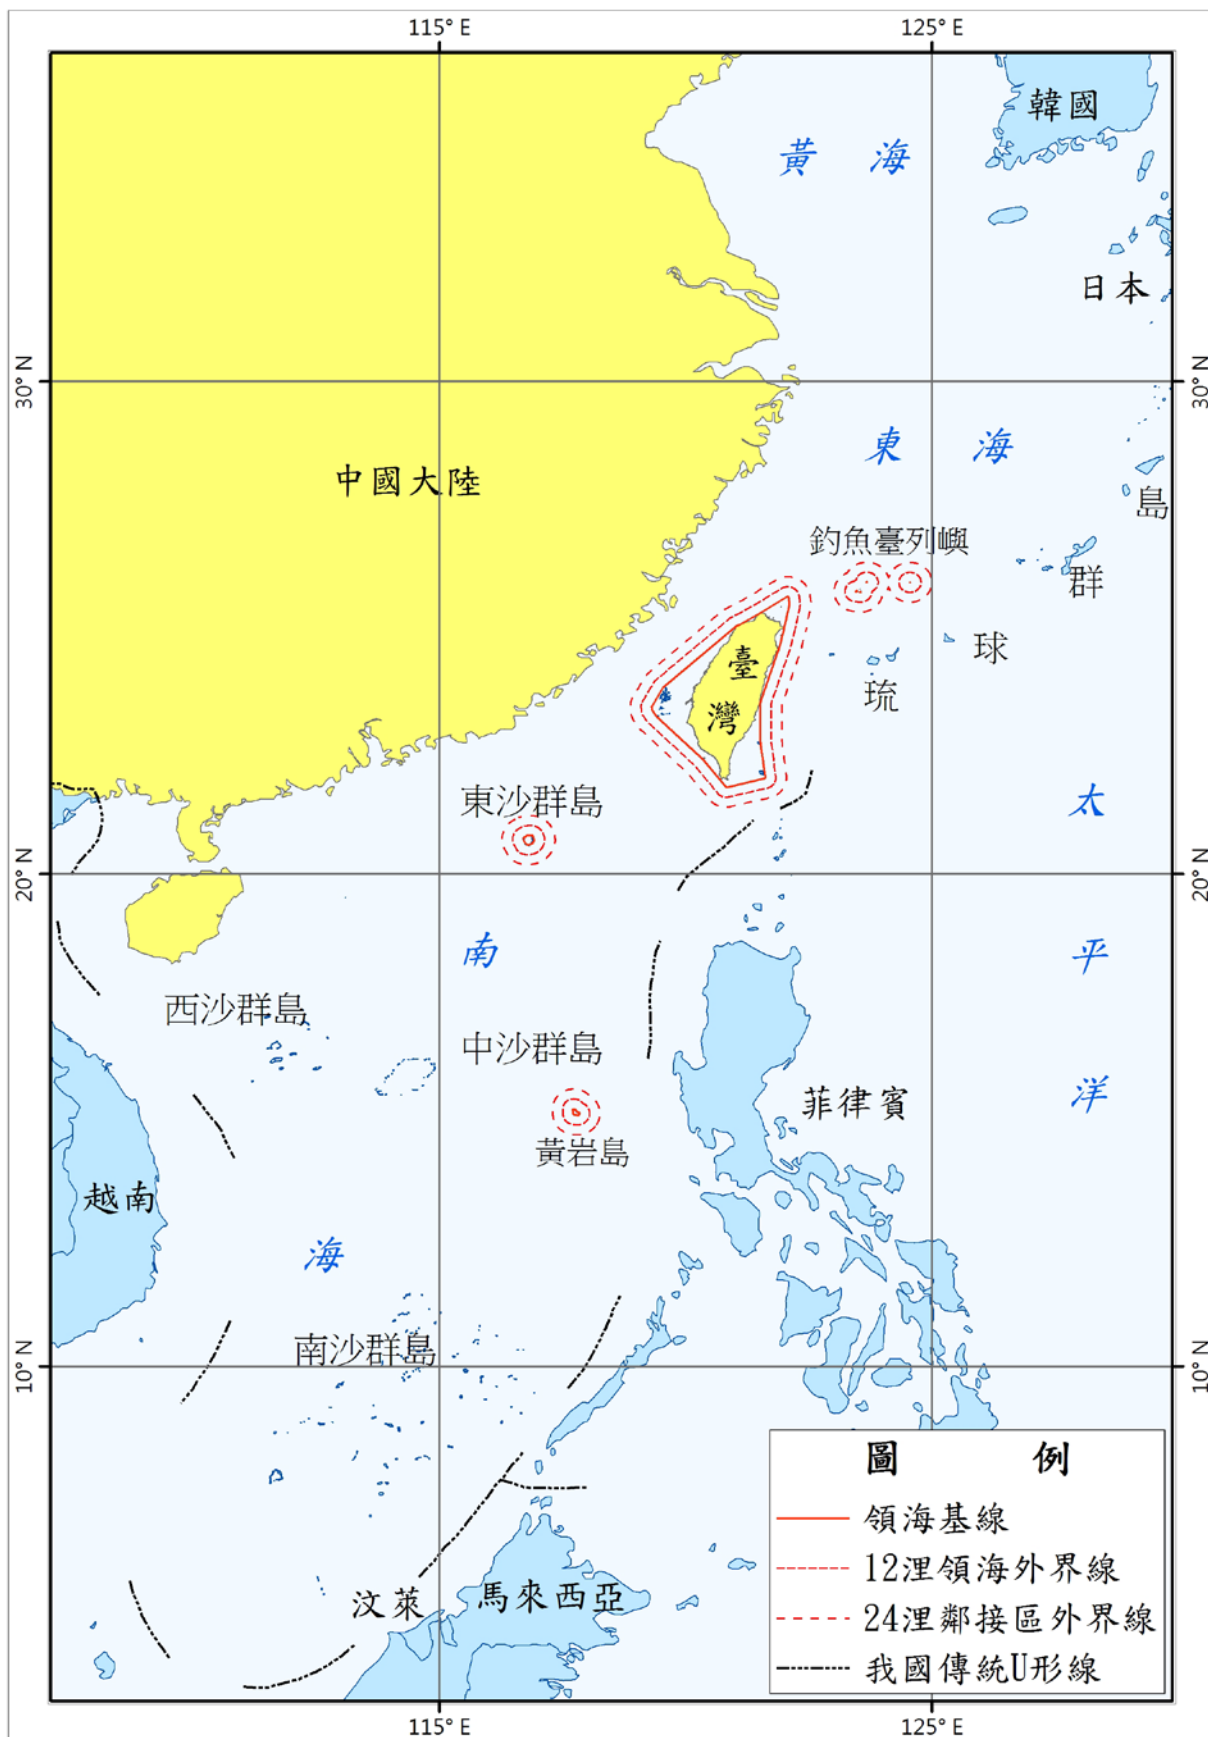 115° E
125° E
韓國
黃海
日本
30° N
30° N
東海
中國大陸
島
釣魚臺列嶼
群
球
琉
臺
灣
東沙群島
太
20° N
20° N
南
平
西沙群島
中沙群島
洋
菲律賓
黃岩島
越南
海
南沙群島
10° N
10° N
圖例
領海基線
12浬領海外界線
24浬鄰接區外界線
我國傳統U形線
汶萊
馬來西亞
115° E
125° E